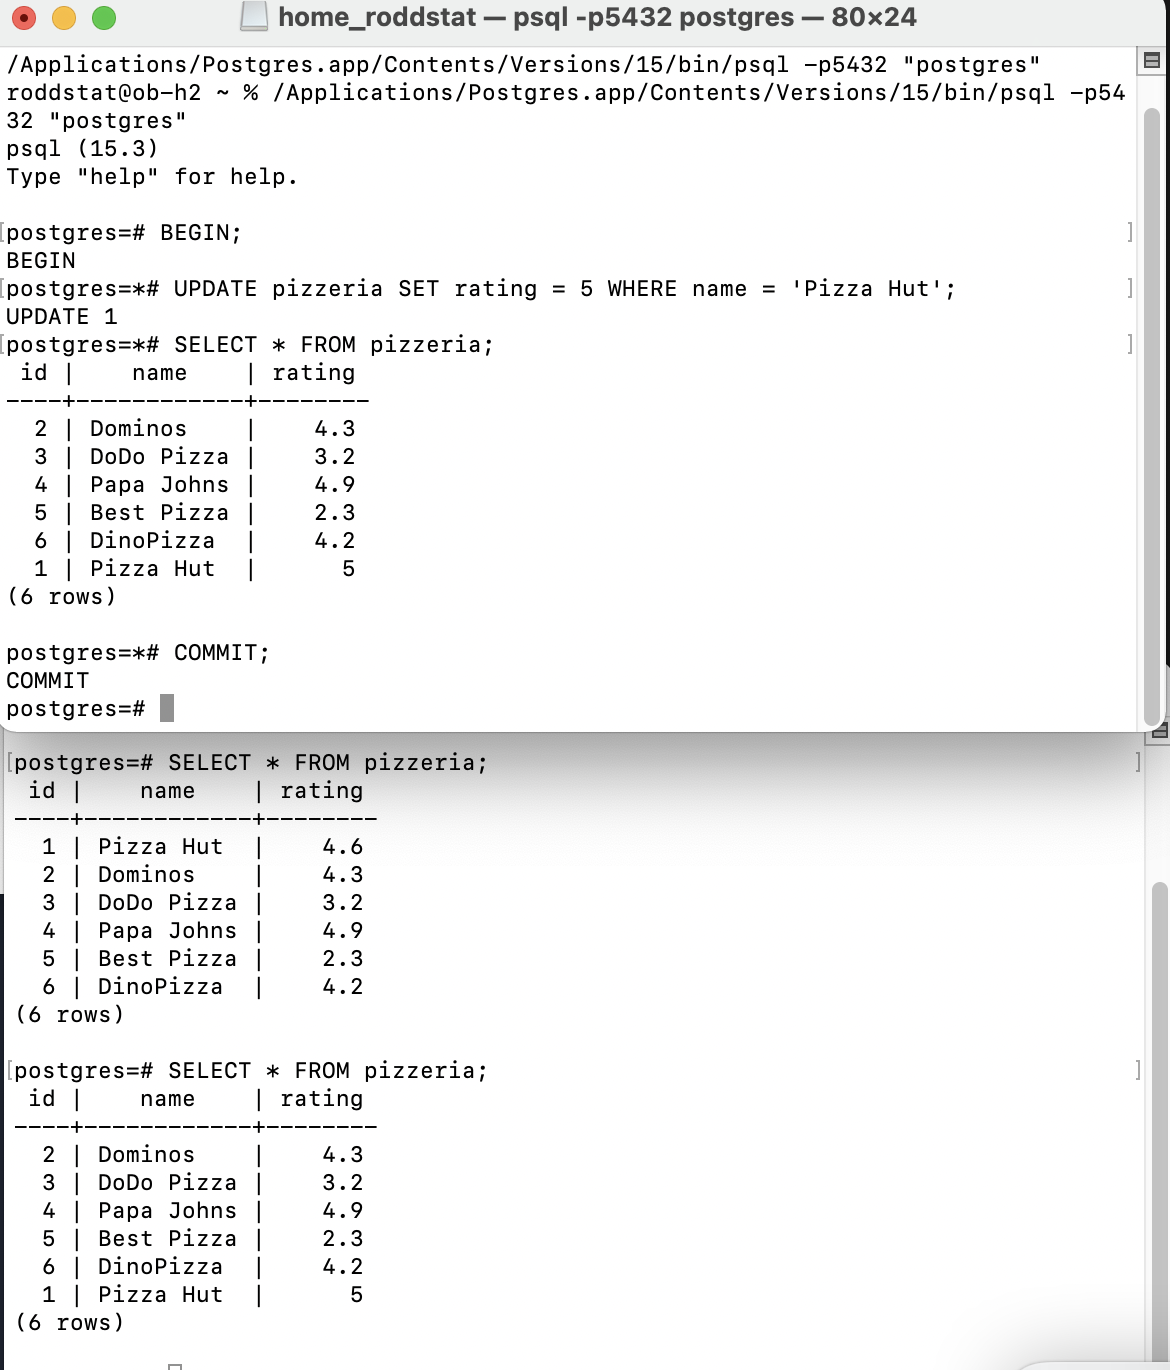 home_roddstat — psql -p5432 postgres — 80×24
/Applications/Postgres.app/Contents/Versions/15/bin/psql -p5432 "postgres"
roddstat@ob-h2 ~ % /Applications/Postgres.app/Contents/Versions/15/bin/psql -p54
32 "postgres"
psql (15.3)
Type "help" for help.

[postgres=# BEGIN; ]
BEGIN
[postgres=*# UPDATE pizzeria SET rating = 5 WHERE name = 'Pizza Hut'; ]
UPDATE 1
[postgres=*# SELECT * FROM pizzeria; ]
 id |    name    | rating
----+------------+--------
  2 | Dominos    |    4.3
  3 | DoDo Pizza |    3.2
  4 | Papa Johns |    4.9
  5 | Best Pizza |    2.3
  6 | DinoPizza  |    4.2
  1 | Pizza Hut  |      5
(6 rows)

postgres=*# COMMIT;
COMMIT
postgres=#
[postgres=# SELECT * FROM pizzeria; ]
 id |    name    | rating
----+------------+--------
  1 | Pizza Hut  |    4.6
  2 | Dominos    |    4.3
  3 | DoDo Pizza |    3.2
  4 | Papa Johns |    4.9
  5 | Best Pizza |    2.3
  6 | DinoPizza  |    4.2
(6 rows)

[postgres=# SELECT * FROM pizzeria; ]
 id |    name    | rating
----+------------+--------
  2 | Dominos    |    4.3
  3 | DoDo Pizza |    3.2
  4 | Papa Johns |    4.9
  5 | Best Pizza |    2.3
  6 | DinoPizza  |    4.2
  1 | Pizza Hut  |      5
(6 rows)